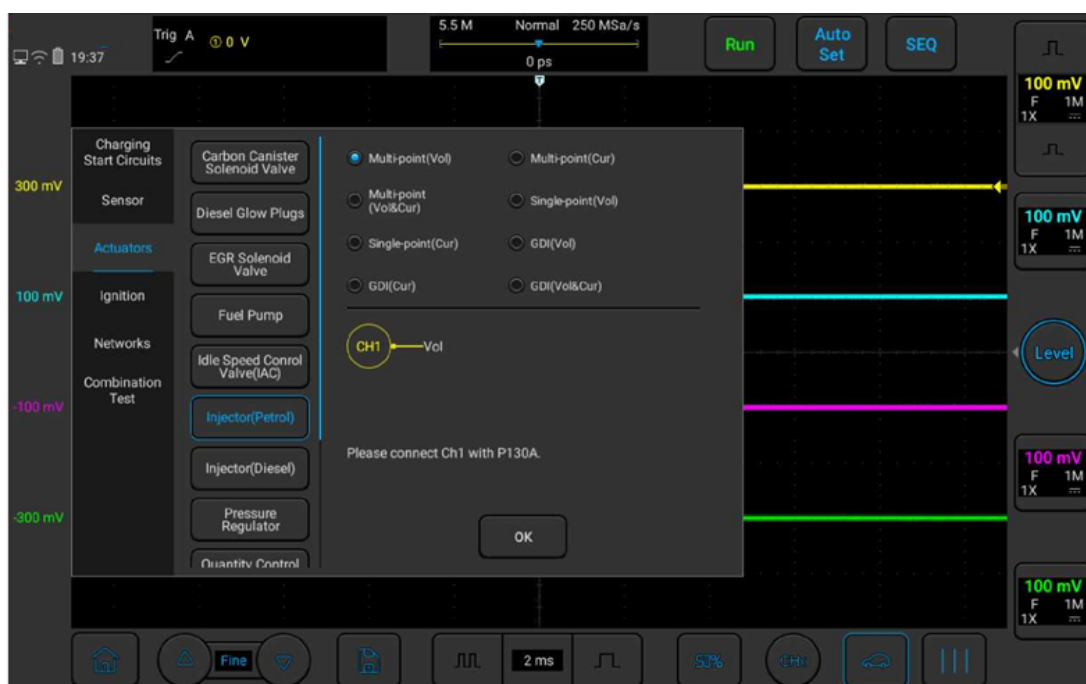 5.5 M Normal 250 MSa/s
Trig A ① 0 V
Run
Auto
Set
SEQ
19:37
0 ps
T
100 mV
F 1M
1X
Charging
Start Circuits
Sensor
Actuators
Ignition
Networks
Combination
Test
Carbon Canister
Solenoid Valve
Diesel Glow Plugs
EGR Solenoid
Valve
Fuel Pump
Idle Speed Conrol
Valve(IAC)
Injector(Petrol)
Injector(Diesel)
Pressure
Regulator
Quantity Control
Multi-point(Vol)
Multi-point(Cur)
Multi-point
(Vol&Cur)
Single-point(Vol)
Single-point(Cur)
GDI(Vol)
GDI(Cur)
GDI(Vol&Cur)
CH1 Vol
Please connect Ch1 with P130A.
OK
300 mV
100 mV
-100 mV
-300 mV
100 mV
F 1M
1X
Level
100 mV
F 1M
1X
100 mV
F 1M
1X
Fine
2 ms
50%
CH